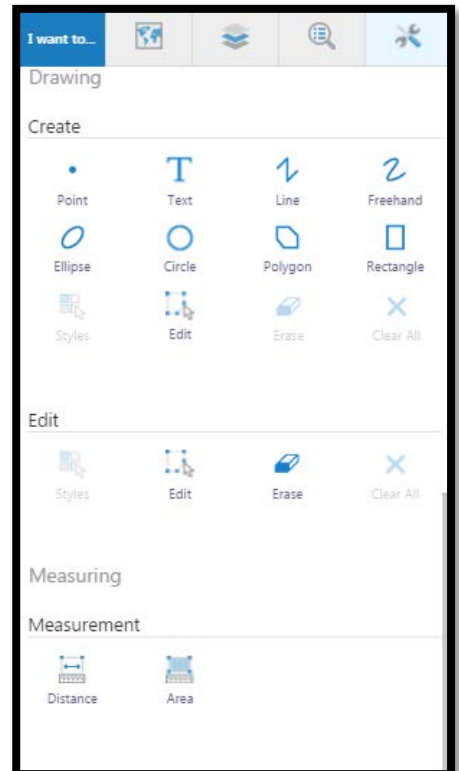 I want to...
Drawing
Create
Point Text Line Freehand
Ellipse Circle Polygon Rectangle
Styles Edit Erase Clear All
Edit
Styles Edit Erase Clear All
Measuring
Measurement
Distance Area